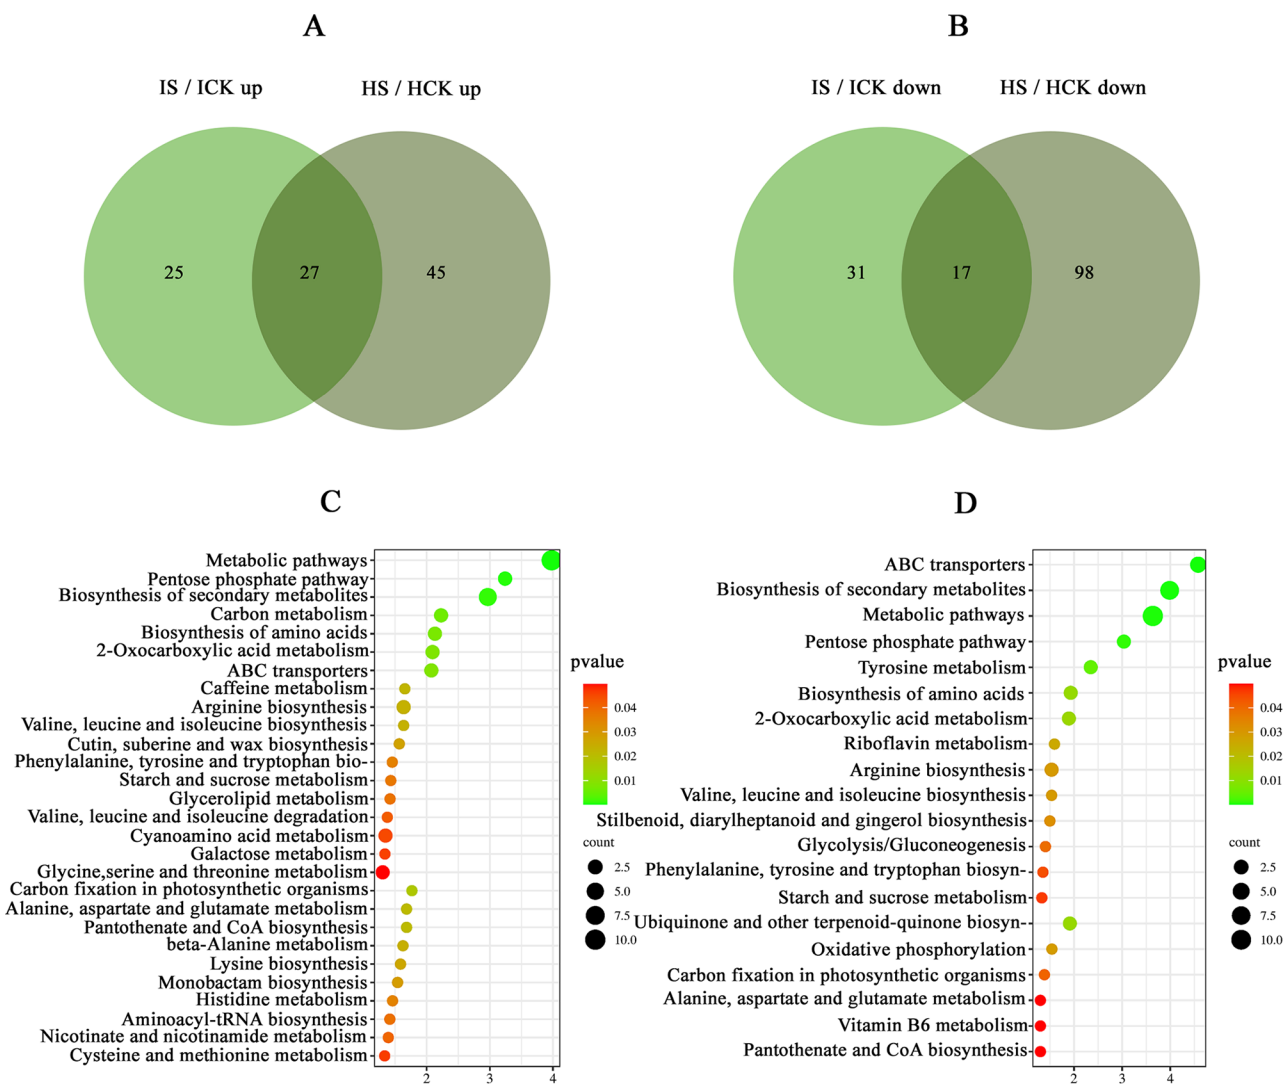 A
B
IS / ICK up
HS / HCK up
IS / ICK down
HS / HCK down
25
27
45
31
17
98
C
D
Metabolic pathways
Pentose phosphate pathway
Biosynthesis of secondary metabolites
Carbon metabolism
Biosynthesis of amino acids
2-Oxocarboxylic acid metabolism
ABC transporters
Caffeine metabolism
Arginine biosynthesis
Valine, leucine and isoleucine biosynthesis
Cutin, suberine and wax biosynthesis
Phenylalanine, tyrosine and tryptophan bio-
Starch and sucrose metabolism
Glycerolipid metabolism
Valine, leucine and isoleucine degradation
Cyanoamino acid metabolism
Galactose metabolism
Glycine,serine and threonine metabolism
Carbon fixation in photosynthetic organisms
Alanine, aspartate and glutamate metabolism
Pantothenate and CoA biosynthesis
beta-Alanine metabolism
Lysine biosynthesis
Monobactam biosynthesis
Histidine metabolism
Aminoacyl-tRNA biosynthesis
Nicotinate and nicotinamide metabolism
Cysteine and methionine metabolism
2
3
4
pvalue
0.04
0.03
0.02
0.01
count
2.5
5.0
7.5
10.0
ABC transporters
Biosynthesis of secondary metbolites
Metabolic pathways
Pentose phosphate pathway
Tyrosine metabolism
Biosynthesis of amino acids
2-Oxocarboxylic acid metabolism
Riboflavin metabolism
Arginine biosynthesis
Valine, leucine and isoleucine biosynthesis
Stilbenoid, diarylheptanoid and gingerol biosynthesis
Glycolysis/Gluconeogenesis
Phenylalanine, tyrosine and tryptophan biosyn-
Starch and sucrose metabolism
Ubiquinone and other terpenoid-quinone biosyn-
Oxidative phosphorylation
Carbon fixation in photosynthetic organisms
Alanine, aspartate and glutamate metabolism
Vitamin B6 metabolism
Pantothenate and CoA biosynthesis
2
3
4
pvalue
0.04
0.03
0.02
0.01
count
2.5
5.0
7.5
10.0